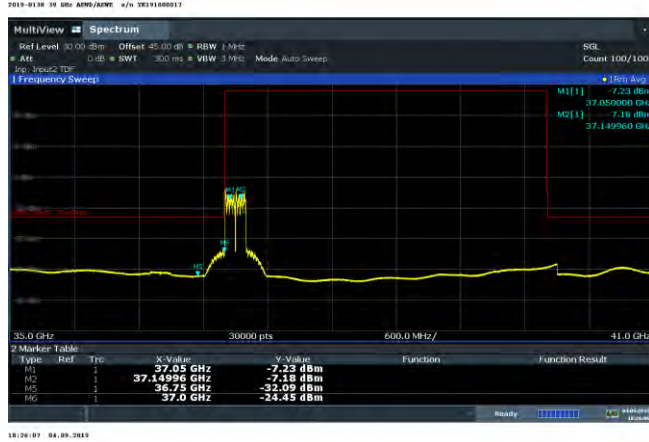 2019-0138 39 GHz AEWD/AEWE s/n YK191600017
MultiView Spectrum
Ref Level 30.00 dBm Offset 45.00 dB RBW 1 MHz SGL
Att 0 dB SWT 300 ms VBW 3 MHz Mode Auto Sweep Count 100/100
Inp: Input2 TDF
1 Frequency Sweep 1Rm Avg
M1[1] -7.23 dBm
37.050000 GHz
M2[1] -7.18 dBm
37.149960 GHz
M1 M2
M6
M5
35.0 GHz 30000 pts 600.0 MHz/ 41.0 GHz
2 Marker Table
Type Ref Trc X-Value Y-Value Function Function Result
M1 1 37.05 GHz -7.23 dBm
M2 1 37.14996 GHz -7.18 dBm
M5 1 36.75 GHz -32.09 dBm
M6 1 37.0 GHz -24.45 dBm
Ready
18:26:07 04.09.2019